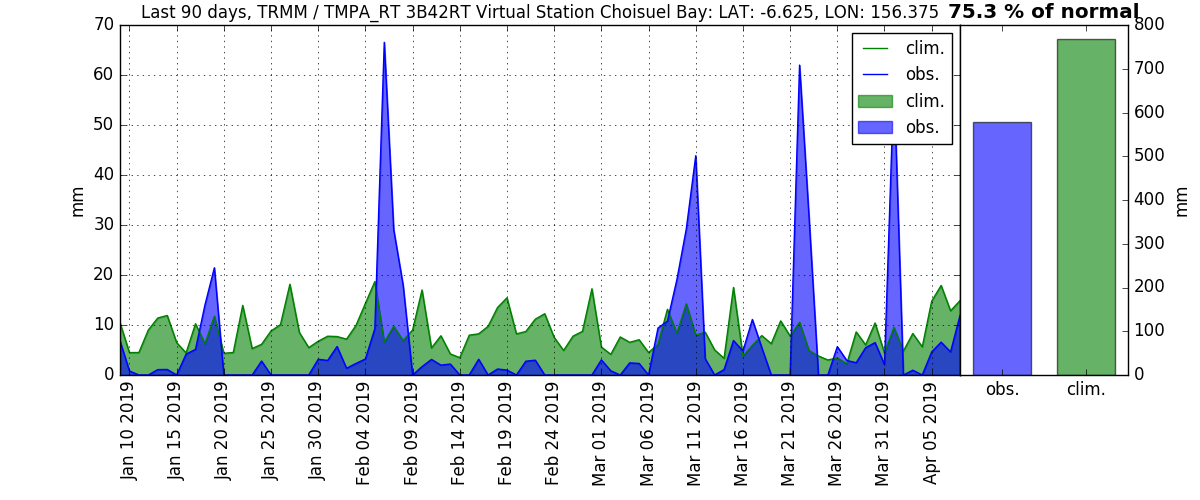 Last 90 days, TRMM / TMPA_RT 3B42RT Virtual Station Choisuel Bay: LAT: -6.625, LON: 156.375
75.3 % of normal
70
60
50
40
30
20
10
0
mm
clim.
obs.
clim.
obs.
800
700
600
500
400
300
200
100
0
mm
Jan 10 2019
Jan 15 2019
Jan 20 2019
Jan 25 2019
Jan 30 2019
Feb 04 2019
Feb 09 2019
Feb 14 2019
Feb 19 2019
Feb 24 2019
Mar 01 2019
Mar 06 2019
Mar 11 2019
Mar 16 2019
Mar 21 2019
Mar 26 2019
Mar 31 2019
Apr 05 2019
obs.
clim.